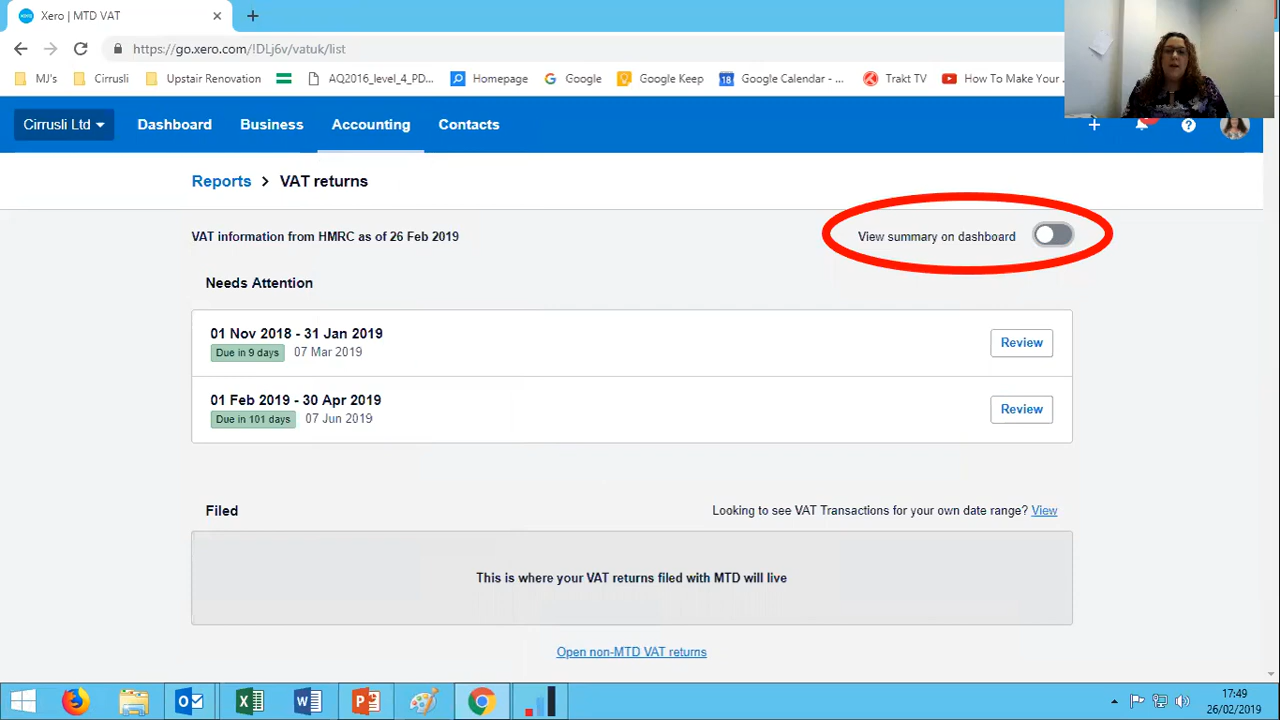 Xero | MTD VAT
https://go.xero.com/!DLj6v/vatuk/list
MJ's
Cirrusli
Upstair Renovation
AQ2016_level_4_PD...
Homepage
Google
Google Keep
18
Google Calendar - ...
Trakt TV
How To Make Your
Cirrusli Ltd
Dashboard
Business
Accounting
Contacts
Reports > VAT returns
VAT information from HMRC as of 26 Feb 2019
View summary on dashboard
Needs Attention
01 Nov 2018 - 31 Jan 2019
Due in 9 days 07 Mar 2019
Review
01 Feb 2019 - 30 Apr 2019
Due in 101 days 07 Jun 2019
Review
Filed
Looking to see VAT Transactions for your own date range? View
This is where your VAT returns filed with MTD will live
Open non-MTD VAT returns
17:49
26/02/2019